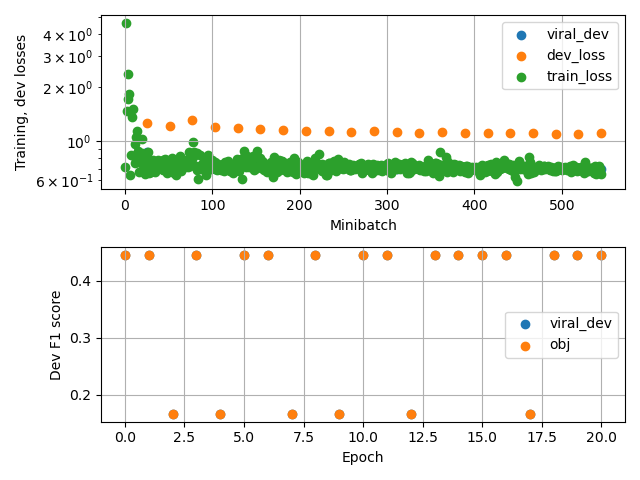 Training, dev losses
4 × 10⁰
3 × 10⁰
2 × 10⁰
10⁰
6 × 10⁻¹
viral_dev
dev_loss
train_loss
0 100 200 300 400 500
Minibatch
Dev F1 score
0.4
0.3
0.2
viral_dev
obj
0.0 2.5 5.0 7.5 10.0 12.5 15.0 17.5 20.0
Epoch